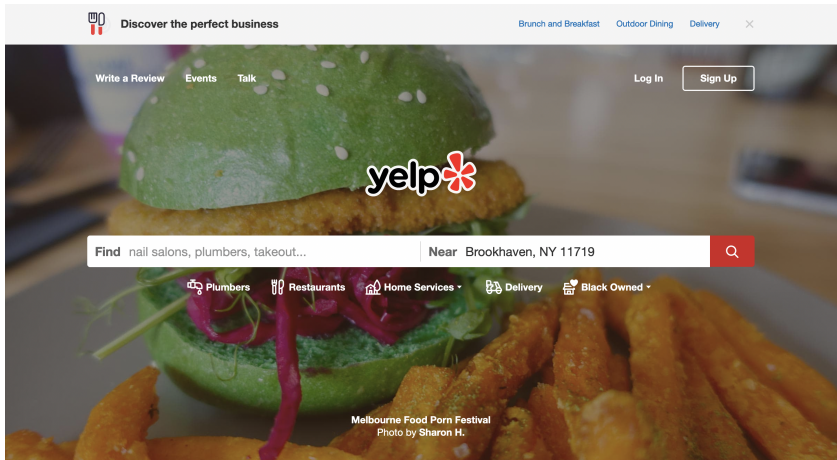 Discover the perfect business Brunch and Breakfast Outdoor Dining Delivery
Write a Review Events Talk Log In Sign Up
yelp
Find nail salons, plumbers, takeout... Near Brookhaven, NY 11719
Plumbers Restaurants Home Services Delivery Black Owned
Melbourne Food Porn Festival
Photo by Sharon H.